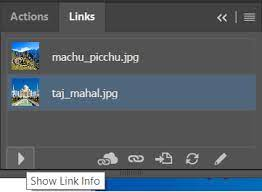 Actions
Links
machu_picchu.jpg
taj_mahal.jpg
Show Link Info